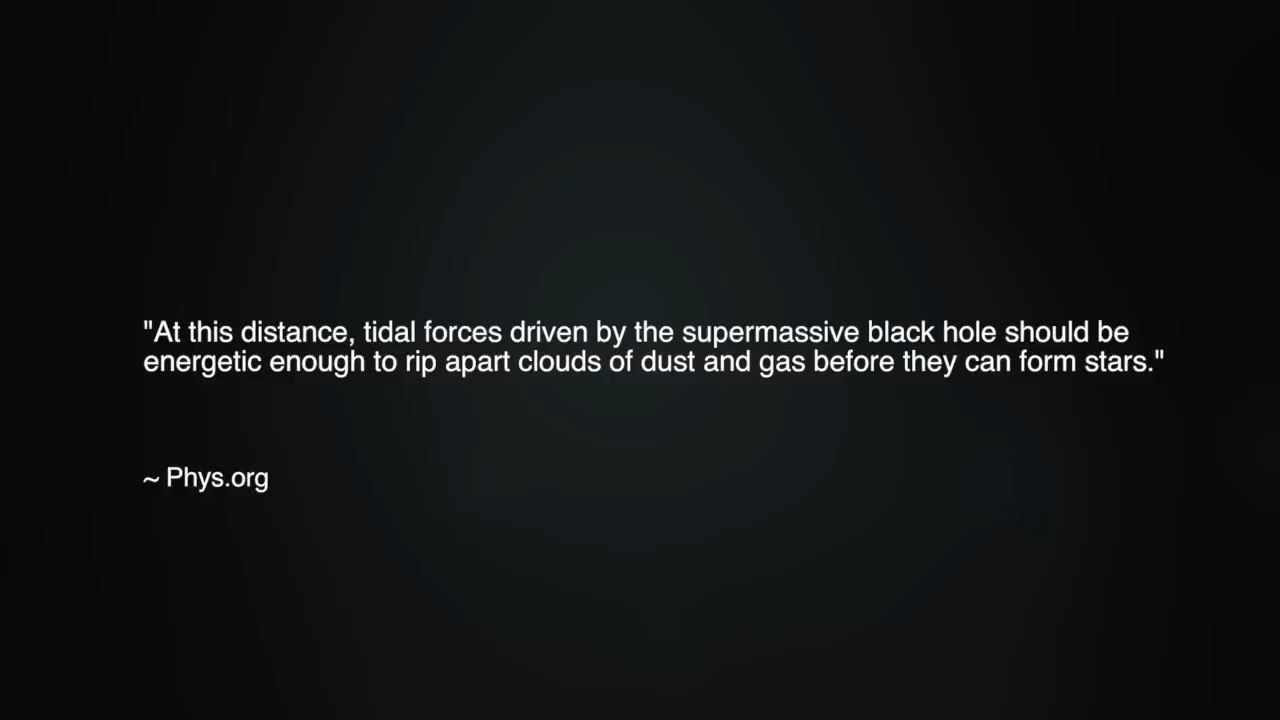 "At this distance, tidal forces driven by the supermassive black hole should be
energetic enough to rip apart clouds of dust and gas before they can form stars."
~ Phys.org